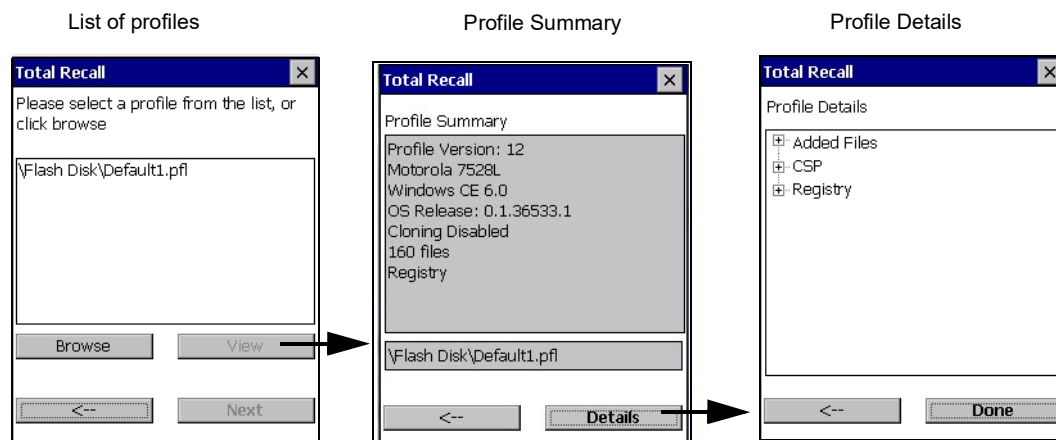 List of profiles
Profile Summary
Profile Details
Total Recall
Please select a profile from the list, or
click browse
\Flash Disk\Default1.pfl
Browse
View
<--
Next
Total Recall
Profile Summary
Profile Version: 12
Motorola 7528L
Windows CE 6.0
OS Release: 0.1.36533.1
Cloning Disabled
160 files
Registry
\Flash Disk\Default1.pfl
<--
Details
Total Recall
Profile Details
Added Files
CSP
Registry
<--
Done